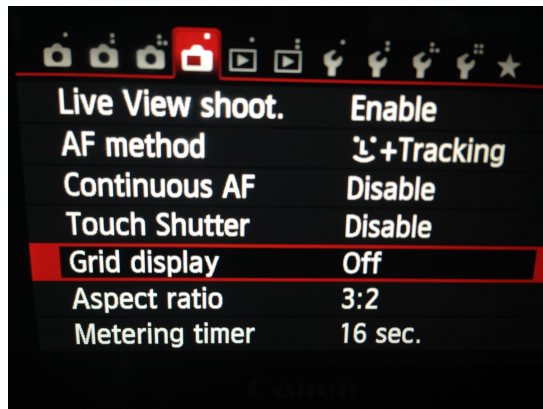 Live View shoot. Enable
AF method +Tracking
Continuous AF Disable
Touch Shutter Disable
Grid display Off
Aspect ratio 3:2
Metering timer 16 sec.
Canon